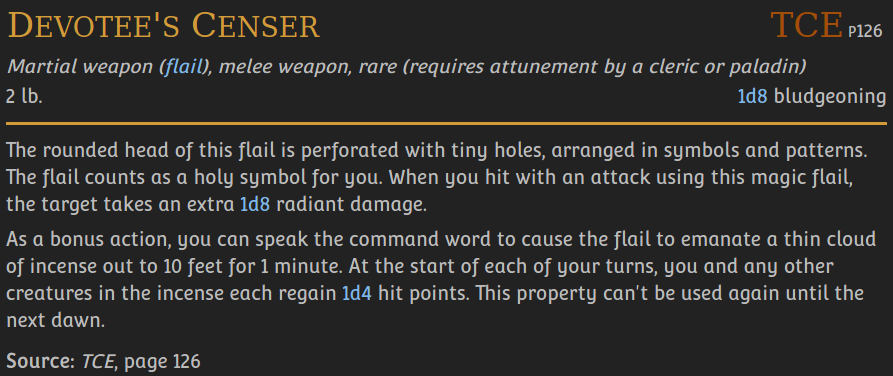 Devotee's Censer TCE p126
Martial weapon (flail), melee weapon, rare (requires attunement by a cleric or paladin)
2 lb. 1d8 bludgeoning
The rounded head of this flail is perforated with tiny holes, arranged in symbols and patterns.
The flail counts as a holy symbol for you. When you hit with an attack using this magic flail,
the target takes an extra 1d8 radiant damage.
As a bonus action, you can speak the command word to cause the flail to emanate a thin cloud
of incense out to 10 feet for 1 minute. At the start of each of your turns, you and any other
creatures in the incense each regain 1d4 hit points. This property can't be used again until the
next dawn.
Source: TCE, page 126